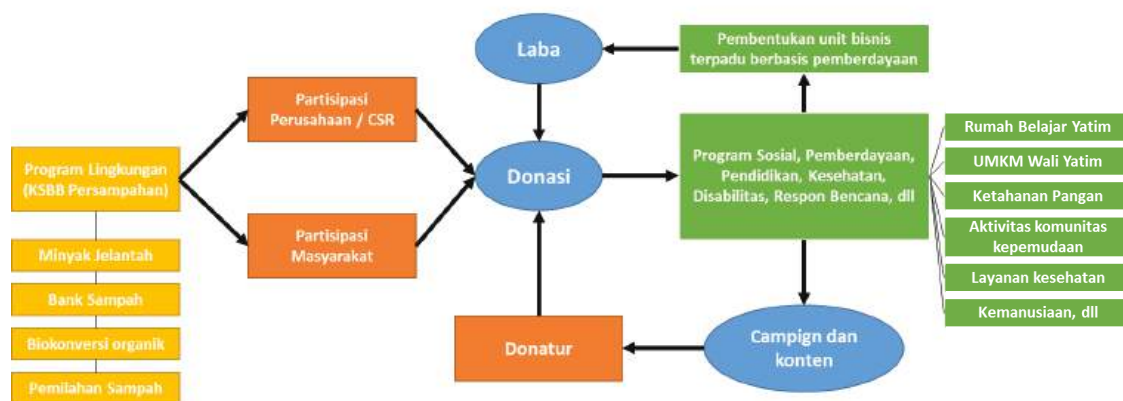 Laba
Pembentukan unit bisnis
terpadu berbasis pemberdayaan
Partisipasi
Perusahaan / CSR
Program Lingkungan
(KSBB Persampahan)
Donasi
Program Sosial, Pemberdayaan,
Pendidikan, Kesehatan,
Disabilitas, Respon Bencana, dll
Rumah Belajar Yatim
UMKM Wali Yatim
Ketahanan Pangan
Aktivitas komunitas
kepemudaan
Layanan kesehatan
Kemanusiaan, dll
Partisipasi
Masyarakat
Minyak Jelantah
Bank Sampah
Biokonversi organik
Pemilahan Sampah
Donatur
Campign dan
konten